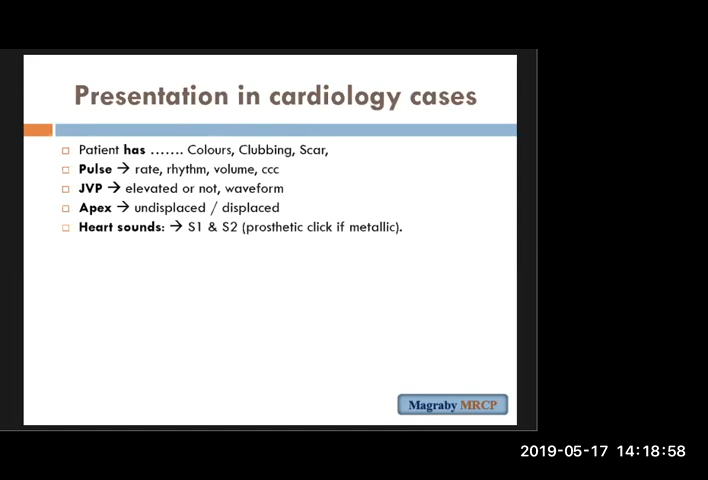 Presentation in cardiology cases
Patient has ....... Colours, Clubbing, Scar,
Pulse → rate, rhythm, volume, ccc
JVP → elevated or not, waveform
Apex → undisplaced / displaced
Heart sounds: → S1 & S2 (prosthetic click if metallic).
Magraby MRCP
2019-05-17 14:18:58